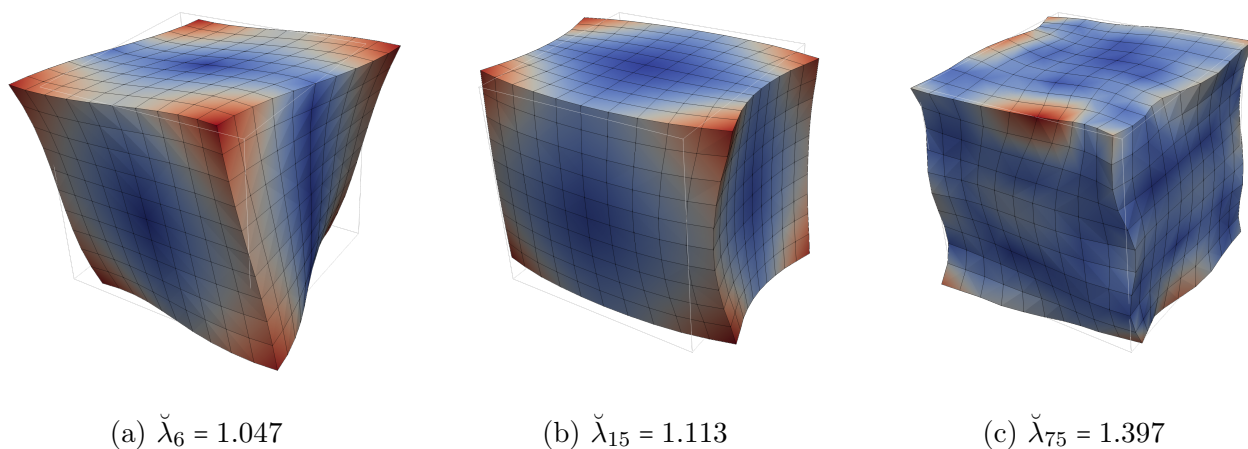 (a) λ̆₆ = 1.047
(b) λ̆₁₅ = 1.113
(c) λ̆₇₅ = 1.397